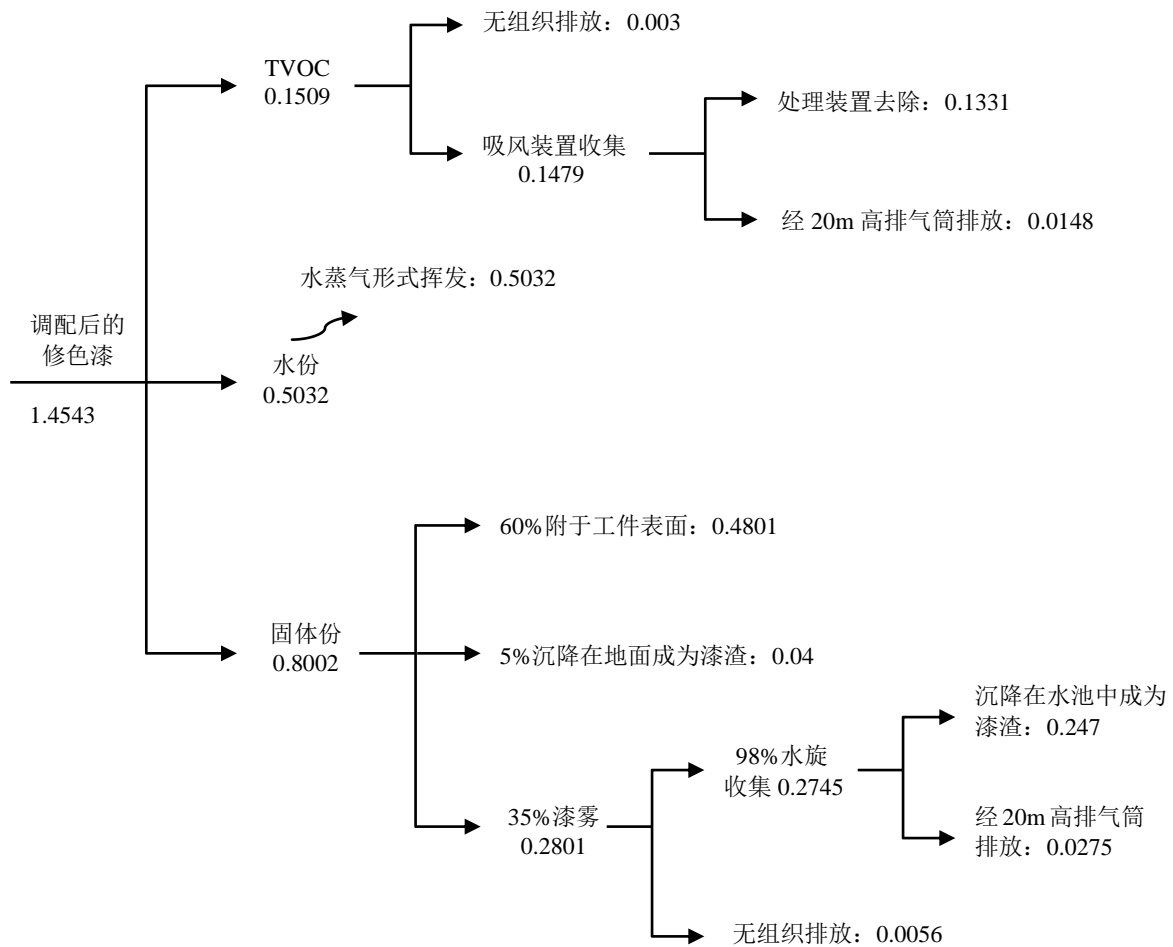 无组织排放：0.003
TVOC
0.1509
处理装置去除：0.1331
吸风装置收集
0.1479
经 20m 高排气筒排放：0.0148
水蒸气形式挥发：0.5032
调配后的
修色漆
1.4543
水份
0.5032
60%附于工件表面：0.4801
固体份
0.8002
5%沉降在地面成为漆渣：0.04
沉降在水池中成为
漆渣：0.247
98%水旋
收集 0.2745
35%漆雾
0.2801
经 20m 高排气筒
排放：0.0275
无组织排放：0.0056